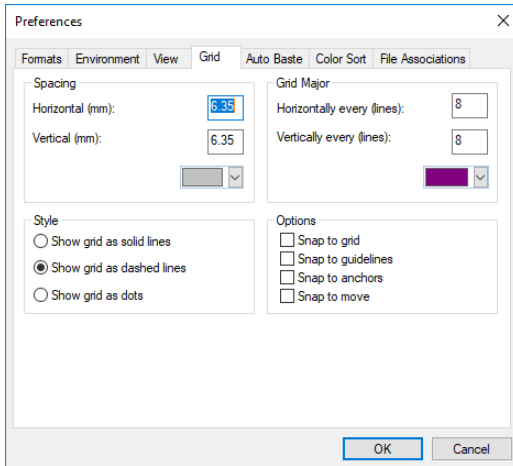 Preferences
Formats Environment View Grid Auto Baste Color Sort File Associations
Spacing
Horizontal (mm): 6.35
Vertical (mm): 6.35
Grid Major
Horizontally every (lines): 8
Vertically every (lines): 8
Style
Show grid as solid lines
Show grid as dashed lines
Show grid as dots
Options
Snap to grid
Snap to guidelines
Snap to anchors
Snap to move
OK Cancel